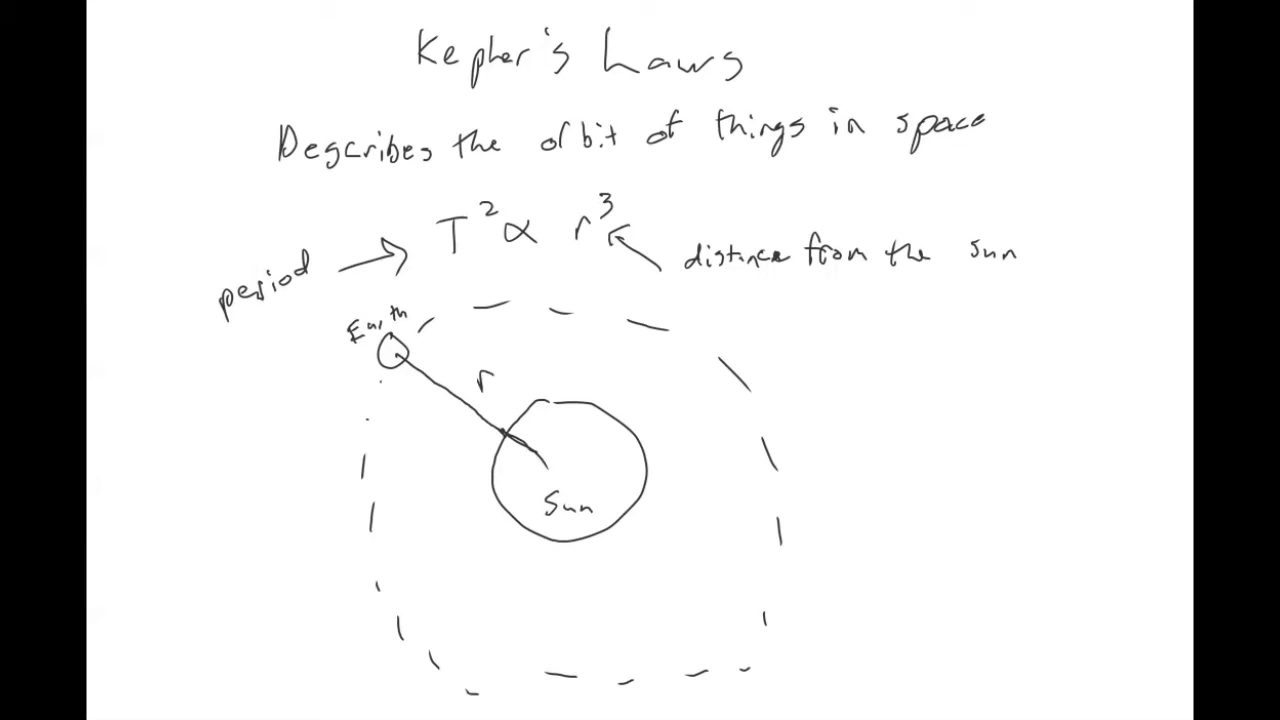 Kepler's Laws
Describes the orbit of things in space
T² ∝ r³
period
distance from the sun
Earth
r
Sun